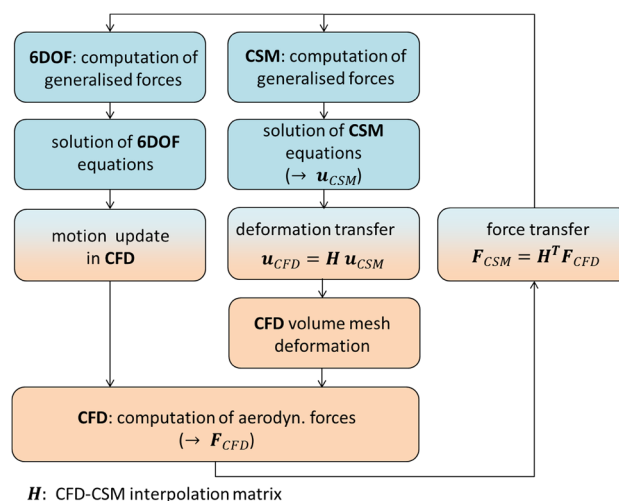 6DOF: computation of
generalised forces
CSM: computation of
generalised forces
solution of 6DOF
equations
solution of CSM
equations
(→ u_CSM)
motion update
in CFD
deformation transfer
u_CFD = H u_CSM
force transfer
F_CSM = H^T F_CFD
CFD volume mesh
deformation
CFD: computation of aerodyn. forces
(→ F_CFD)
H: CFD-CSM interpolation matrix